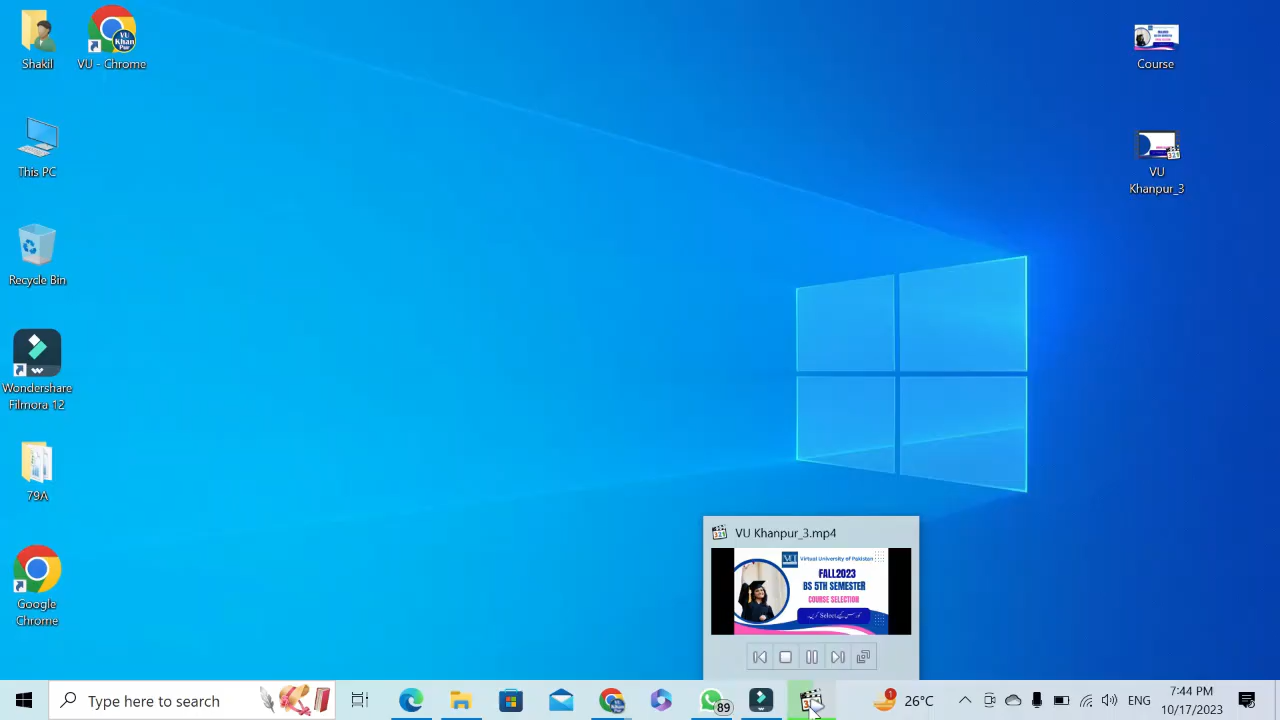 Shakil
VU - Chrome
Course
This PC
VU
Khanpur_3
Recycle Bin
Wondershare
Filmora 12
79A
Google
Chrome
VU Khanpur_3.mp4
VU Virtual University of Pakistan
FALL2023
BS 5TH SEMESTER
COURSE SELECTION
Type here to search
89
1
26°C
ENG
7:44 PM
10/17/2023